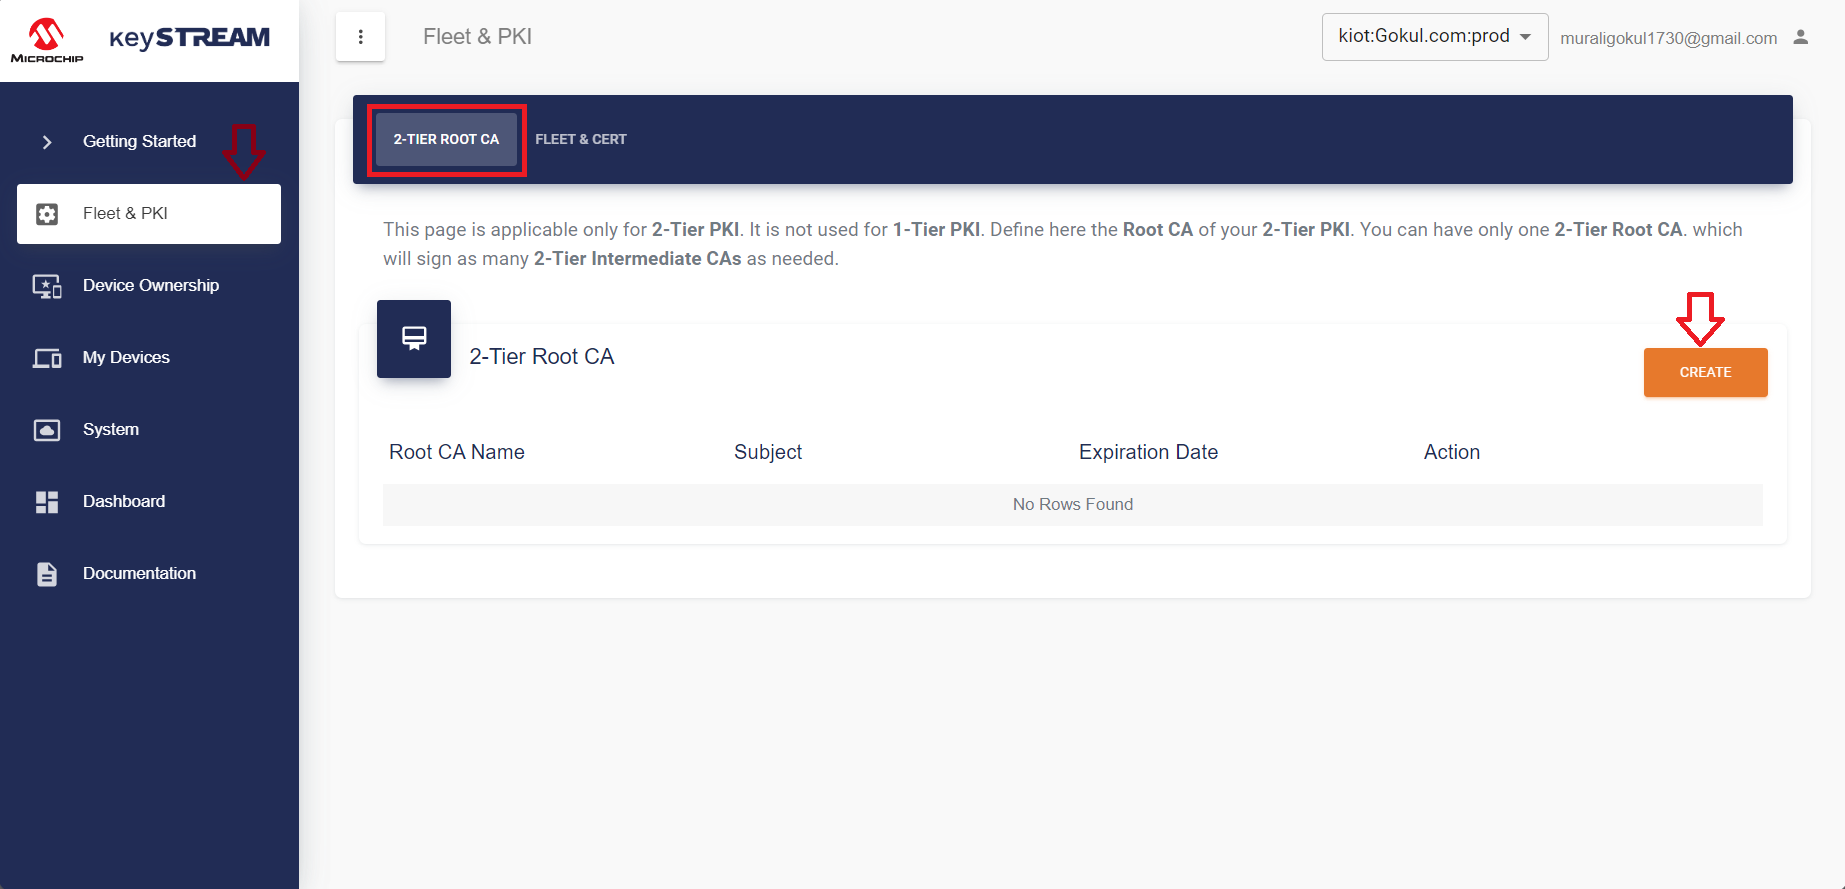 MICROCHIP
keySTREAM
Fleet & PKI
kiot:Gokul.com:prod
muraligokul1730@gmail.com
Getting Started
Fleet & PKI
Device Ownership
My Devices
System
Dashboard
Documentation
2-TIER ROOT CA
FLEET & CERT
This page is applicable only for 2-Tier PKI. It is not used for 1-Tier PKI. Define here the Root CA of your 2-Tier PKI. You can have only one 2-Tier Root CA. which
will sign as many 2-Tier Intermediate CAs as needed.
2-Tier Root CA
CREATE
Root CA Name
Subject
Expiration Date
Action
No Rows Found